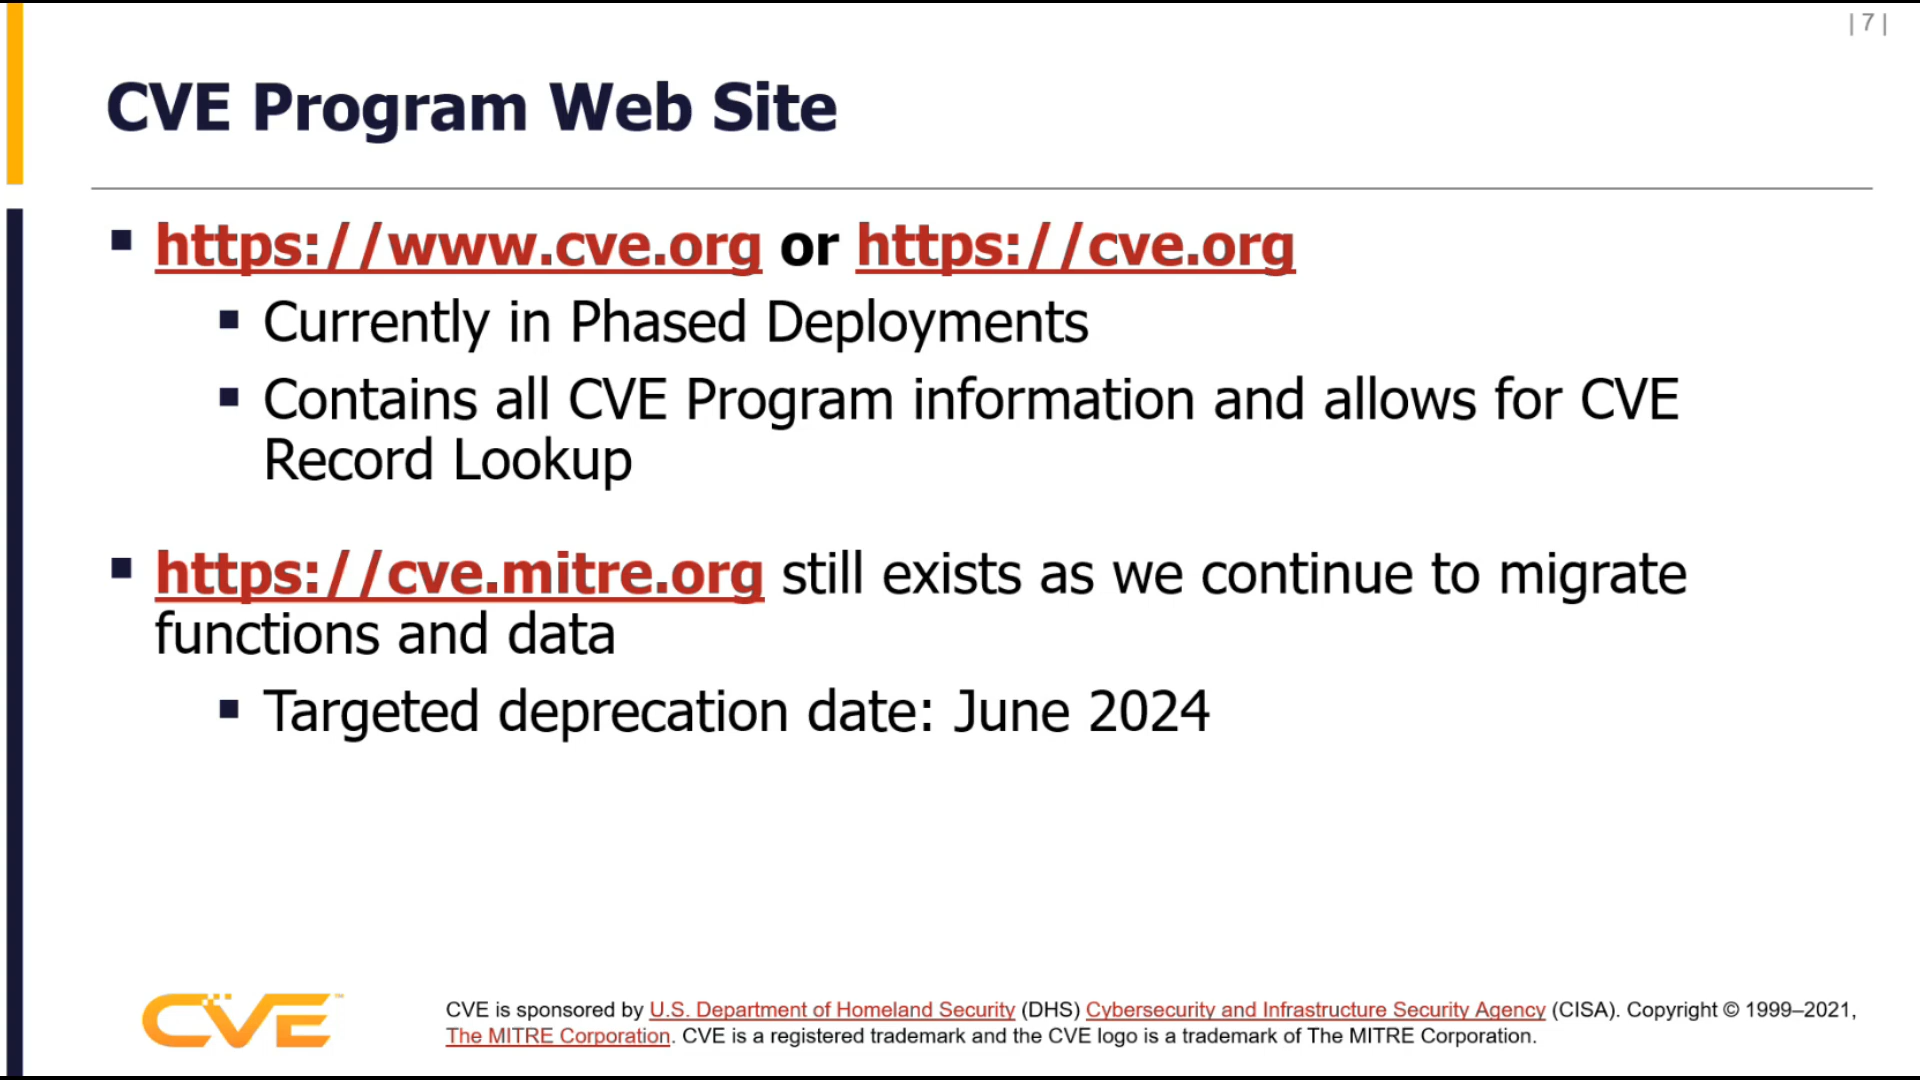 | 7 |
CVE Program Web Site
▪ https://www.cve.org or https://cve.org
▪ Currently in Phased Deployments
▪ Contains all CVE Program information and allows for CVE
Record Lookup
▪ https://cve.mitre.org still exists as we continue to migrate
functions and data
▪ Targeted deprecation date: June 2024
CVE™
CVE is sponsored by U.S. Department of Homeland Security (DHS) Cybersecurity and Infrastructure Security Agency (CISA). Copyright © 1999–2021,
The MITRE Corporation. CVE is a registered trademark and the CVE logo is a trademark of The MITRE Corporation.